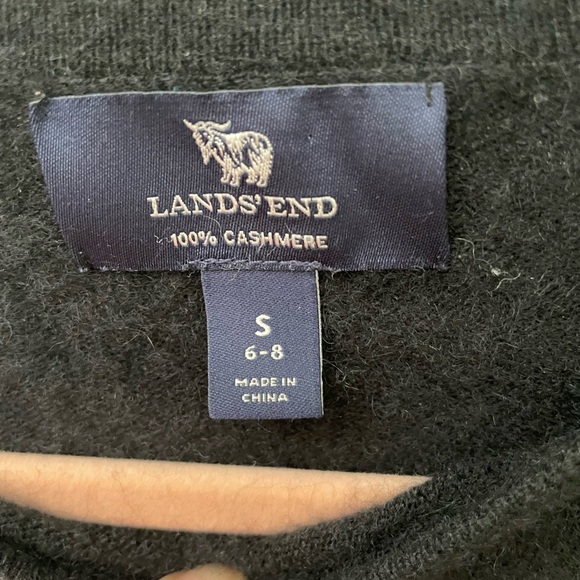 LANDS' END
100% CASHMERE
S
6-8
MADE IN
CHINA